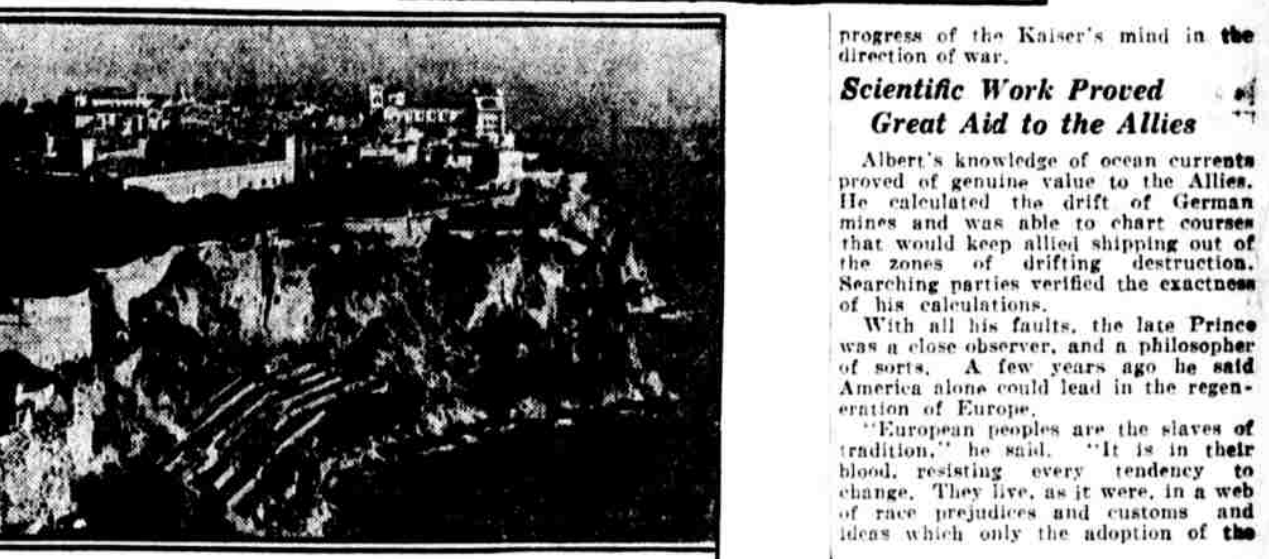 progress of the Kaiser's mind in the
direction of war.
Scientific Work Proved
Great Aid to the Allies
Albert's knowledge of ocean currents
proved of genuine value to the Allies.
He calculated the drift of German
mines and was able to chart courses
that would keep allied shipping out of
the zones of drifting destruction.
Searching parties verified the exactness
of his calculations.
With all his faults, the late Prince
was a close observer, and a philosopher
of sorts. A few years ago he said
America alone could lead in the regen-
eration of Europe.
"European peoples are the slaves of
tradition," he said. "It is in their
blood, resisting every tendency to
change. They live, as it were, in a web
of race prejudices and customs and
ideas which only the adoption of the